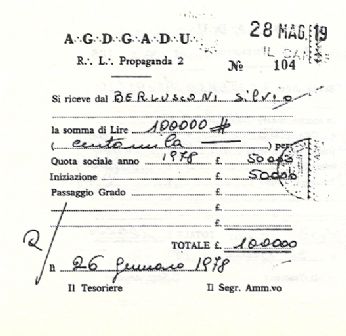 28 MAG. 19
A∴ G∴ D∴ G∴ A∴ D∴ U∴
R∴ L∴ Propaganda 2
№ 104
Si riceve dal BERLUSCONI Silvio
la somma di Lire 100000 #
( centomila ) per:
Quota sociale anno 1978 £. 50000
Iniziazione £. 50000
Passaggio Grado £.
£.
£.
TOTALE £. 100000
li 26 Gennaio 1978
Il Tesoriere Il Segr. Amm.vo